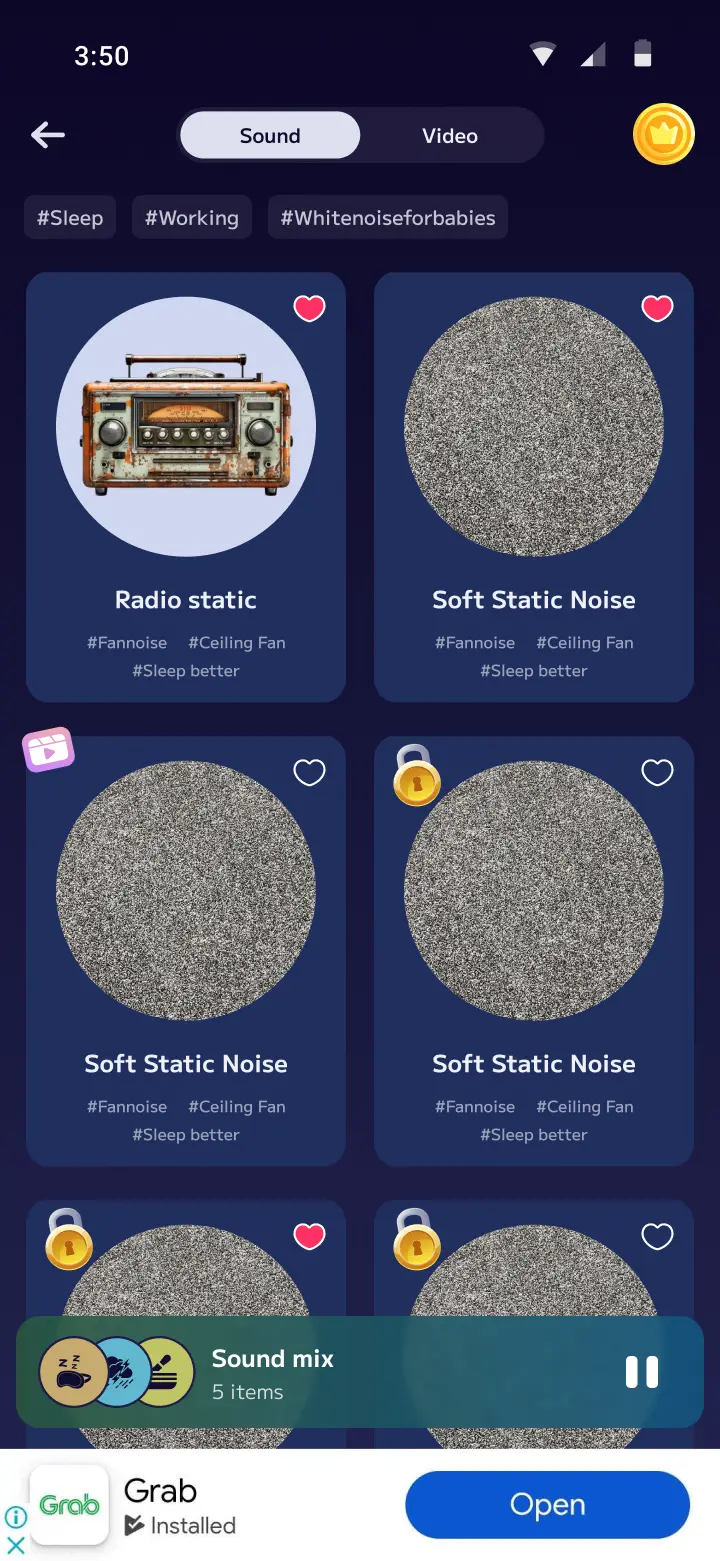 3:50
Sound
Video
#Sleep
#Working
#Whitenoiseforbabies
Radio static
#Fannoise #Ceiling Fan
#Sleep better
Soft Static Noise
#Fannoise #Ceiling Fan
#Sleep better
Soft Static Noise
#Fannoise #Ceiling Fan
#Sleep better
Soft Static Noise
#Fannoise #Ceiling Fan
#Sleep better
z z z z
Sound mix
5 items
Grab
Grab
Installed
Open